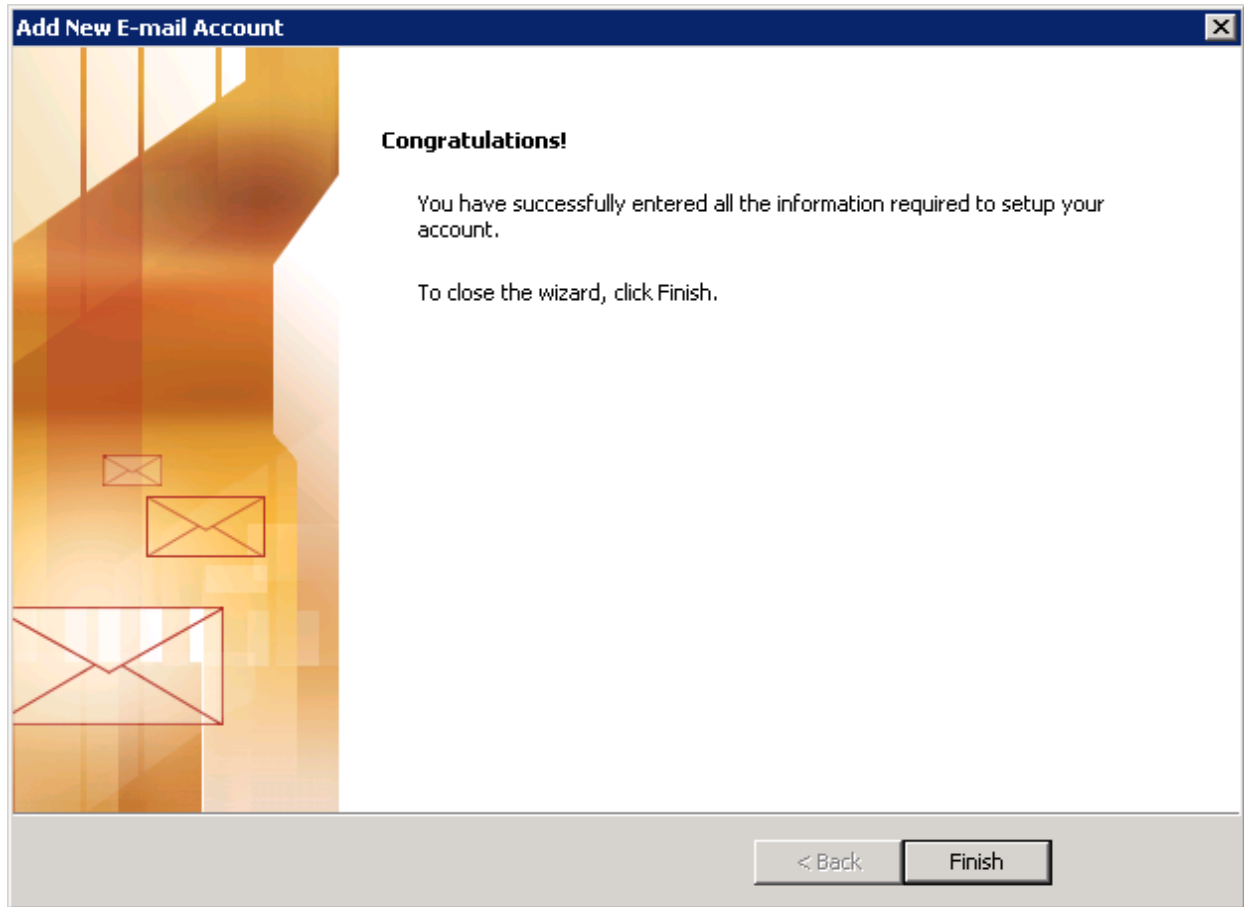 Add New E-mail Account
Congratulations!
You have successfully entered all the information required to setup your
account.
To close the wizard, click Finish.
< Back
Finish